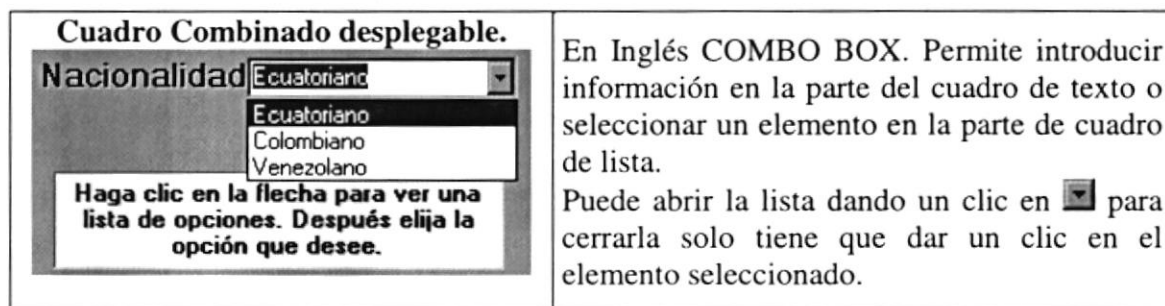 Cuadro Combinado desplegable.
Nacionalidad Ecuatoriano
Ecuatoriano
Colombiano
Venezolano
Haga clic en la flecha para ver una
lista de opciones. Después elija la
opción que desee.
En Inglés COMBO BOX. Permite introducir
información en la parte del cuadro de texto o
seleccionar un elemento en la parte de cuadro
de lista.
Puede abrir la lista dando un clic en para
cerrarla solo tiene que dar un clic en el
elemento seleccionado.